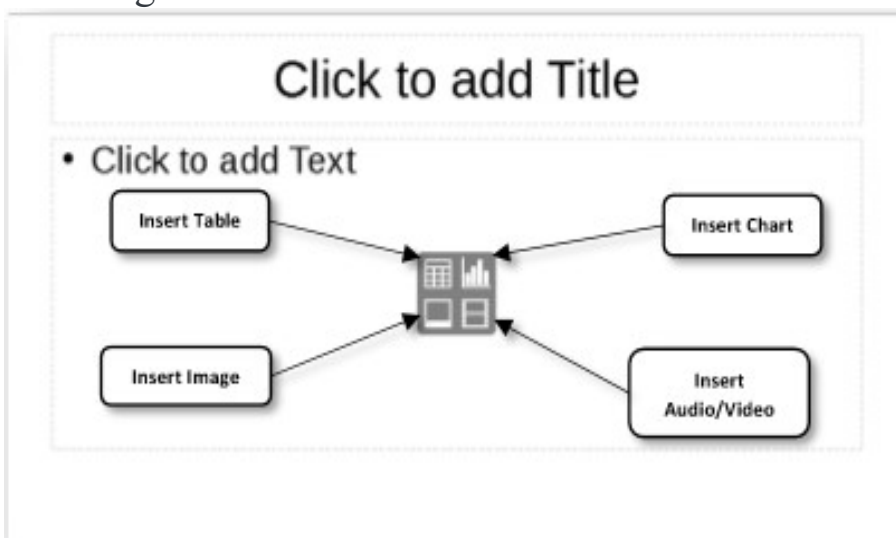 Click to add Title
• Click to add Text
Insert Table
Insert Chart
Insert Image
Insert
Audio/Video